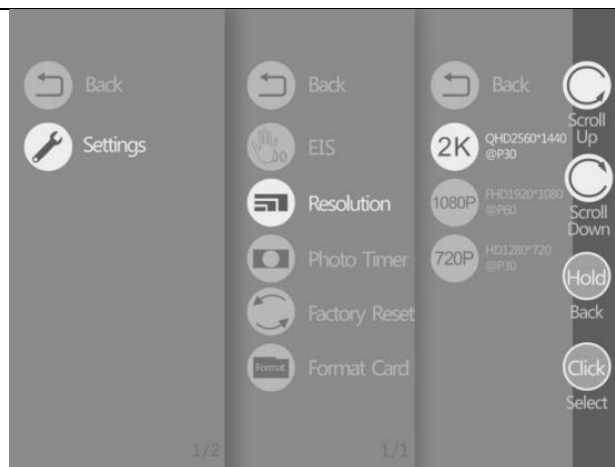 Back
Settings
1/2
Back
EIS
Resolution
Photo Timer
Factory Reset
Format
Format Card
1/1
Back
2K
QHD2560*1440
@P30
1080P
FHD1920*1080
@P60
720P
HD1280*720
@P30
Scroll
Up
Scroll
Down
Hold
Back
Click
Select